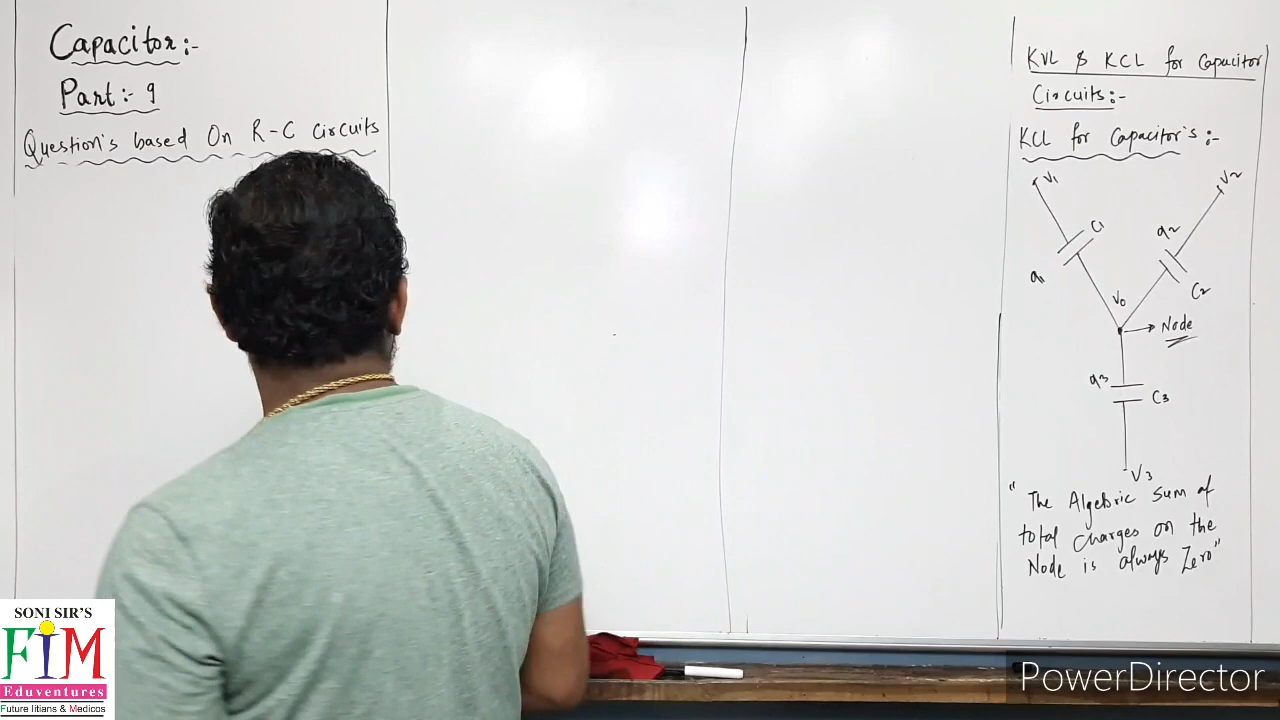 Capacitor:-
Part:- 9
Question's based On R-C Circuits
KVL & KCL for Capacitor
Circuits:-
KCL for Capacitor's:-
V1
V2
C1
q2
q1
C2
V0
Node
q3
C3
V3
"The Algebric Sum of
total charges on the
Node is always Zero"
SONI SIR'S
FIM
Eduventures
Future Iitians & Medicos
PowerDirector